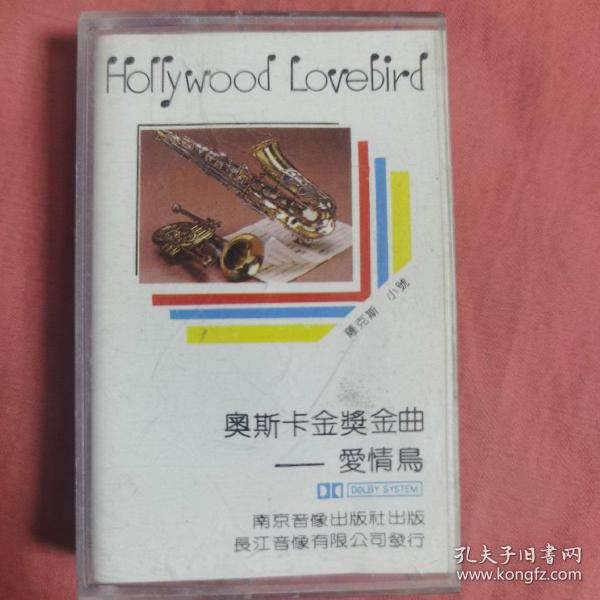 Hollywood Lovebird
薩克斯 小號
奧斯卡金獎金曲
—— 愛情鳥
DOLBY SYSTEM
南京音像出版社出版
長江音像有限公司發行
孔夫子旧书网
www.kongfz.com